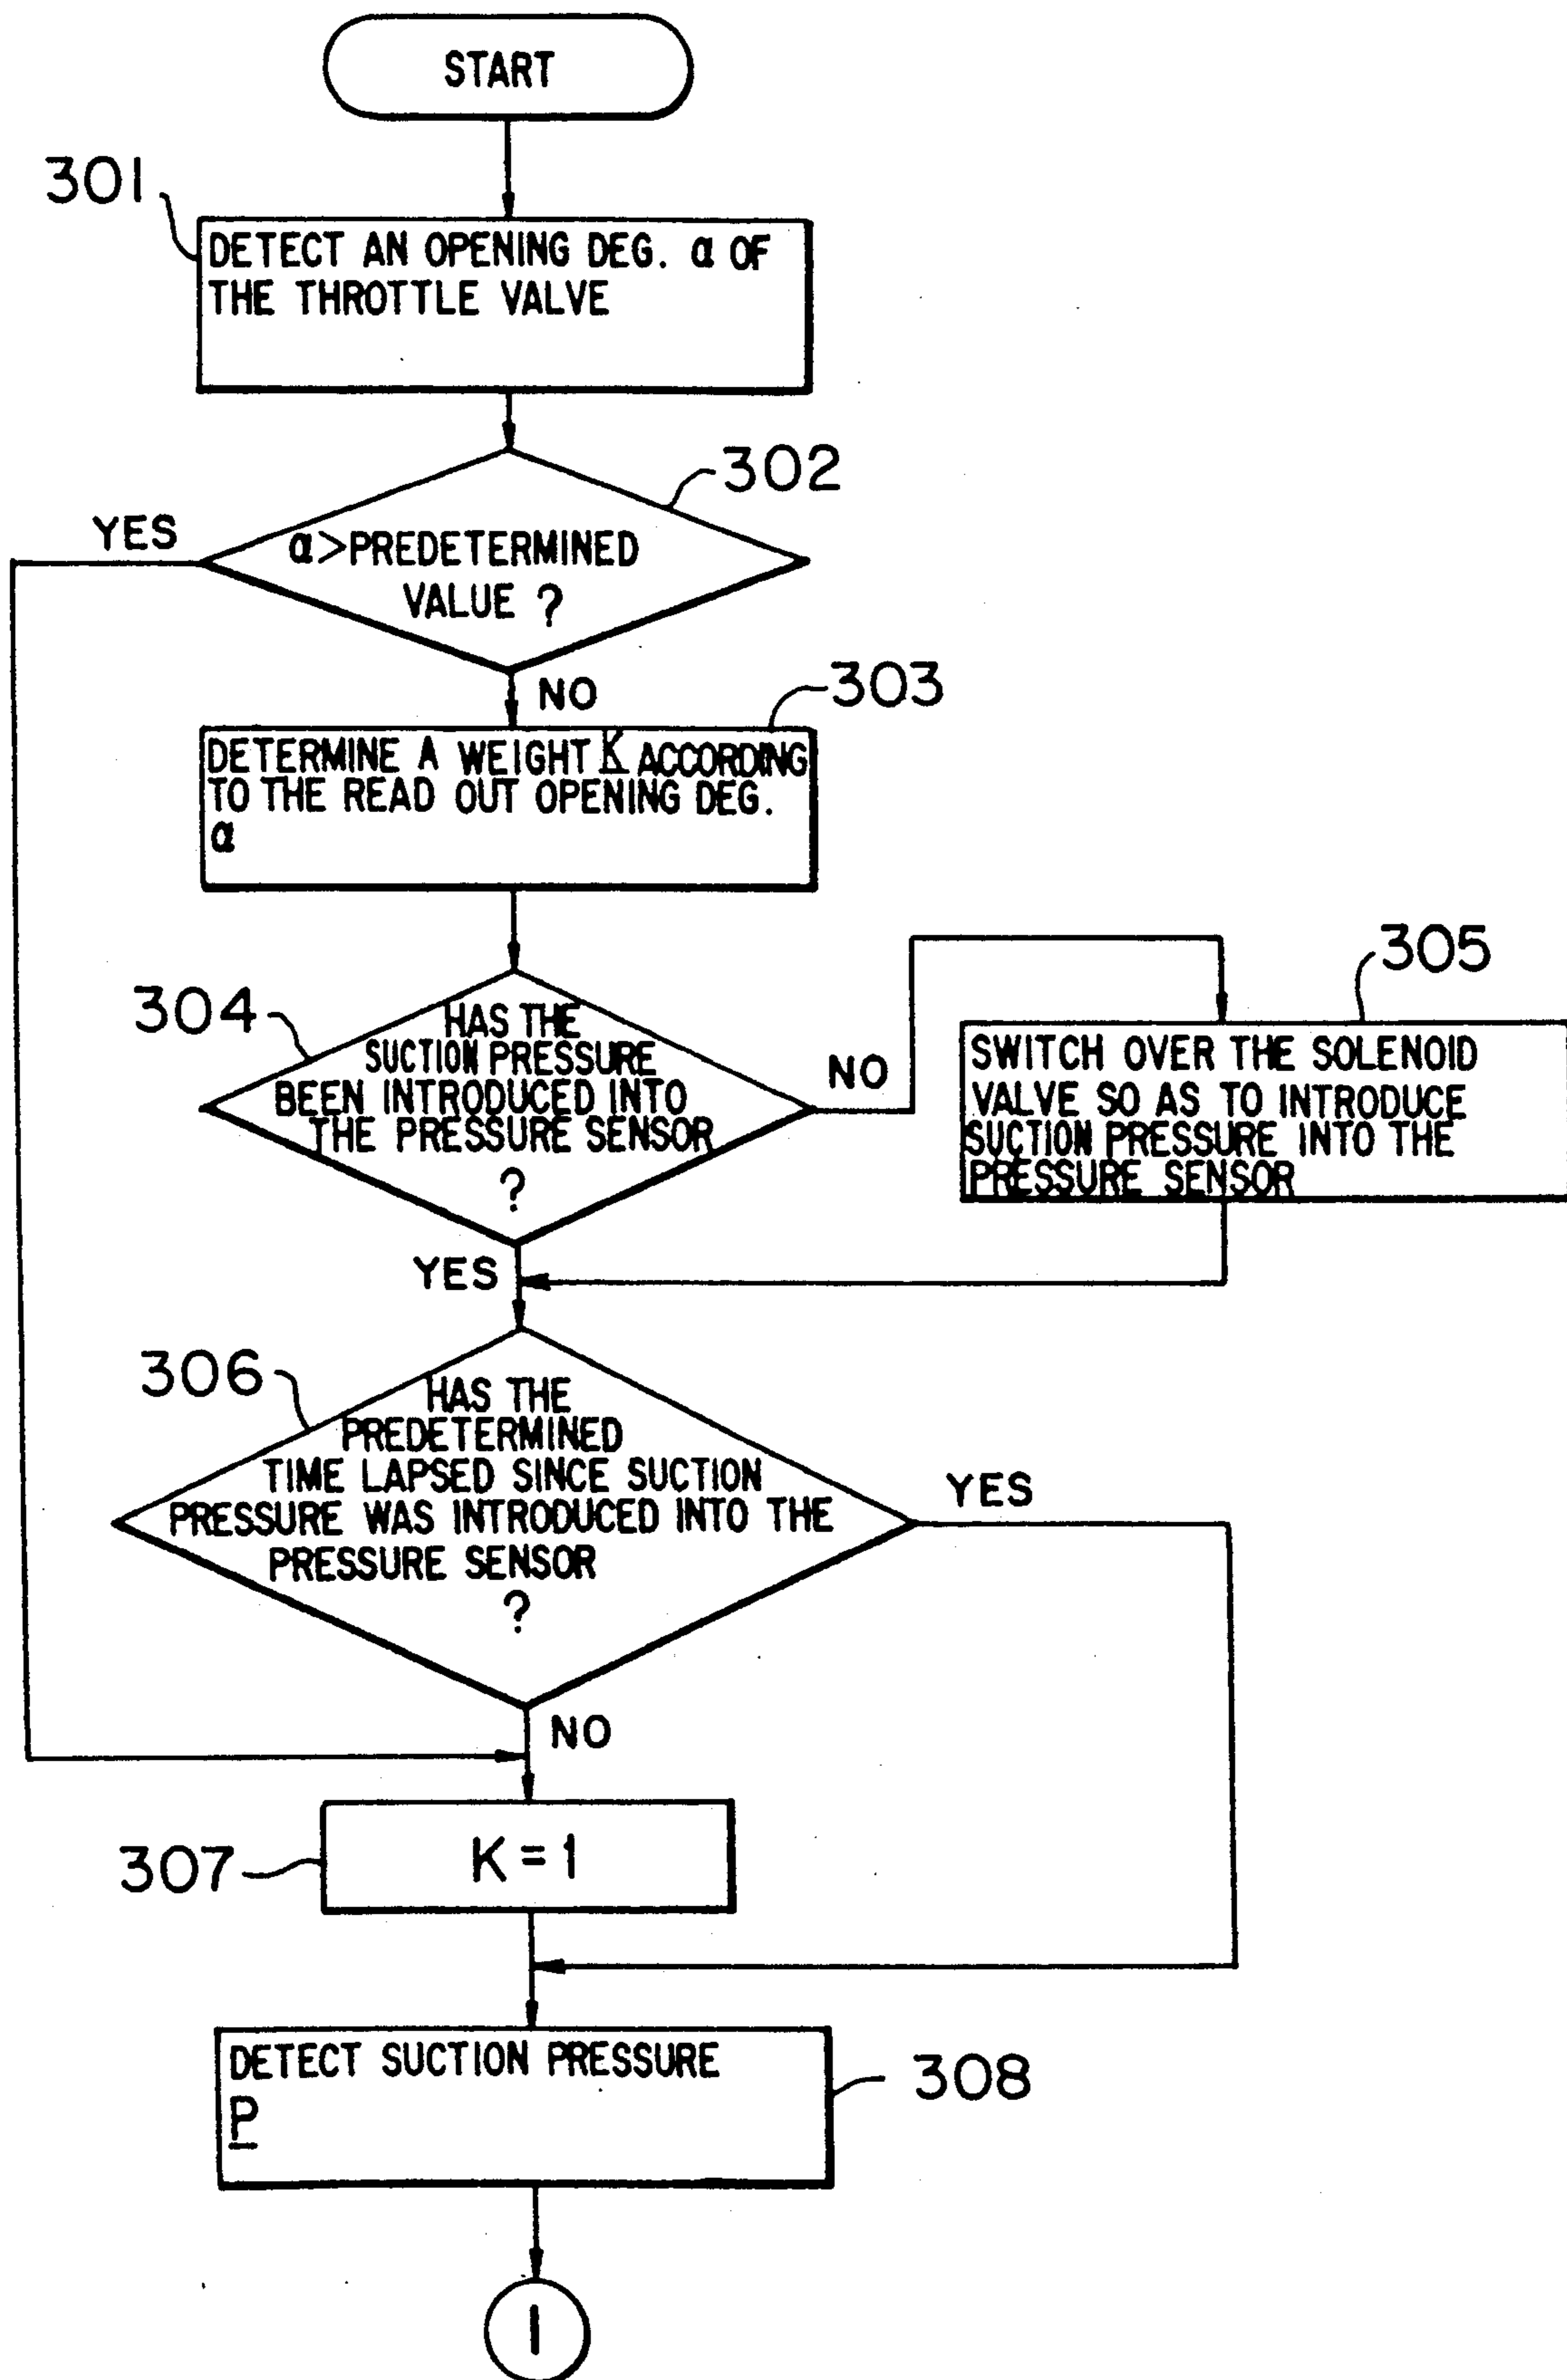 START
301
DETECT AN OPENING DEG. α OF
THE THROTTLE VALVE
302
YES
α>PREDETERMINED
VALUE ?
NO
303
DETERMINE A WEIGHT K ACCORDING
TO THE READ OUT OPENING DEG.
α
304
HAS THE
SUCTION PRESSURE
BEEN INTRODUCED INTO
THE PRESSURE SENSOR
?
NO
305
SWITCH OVER THE SOLENOID
VALVE SO AS TO INTRODUCE
SUCTION PRESSURE INTO THE
PRESSURE SENSOR
YES
306
HAS THE
PREDETERMINED
TIME LAPSED SINCE SUCTION
PRESSURE WAS INTRODUCED INTO THE
PRESSURE SENSOR
?
YES
NO
307
K = 1
DETECT SUCTION PRESSURE
P
308
1